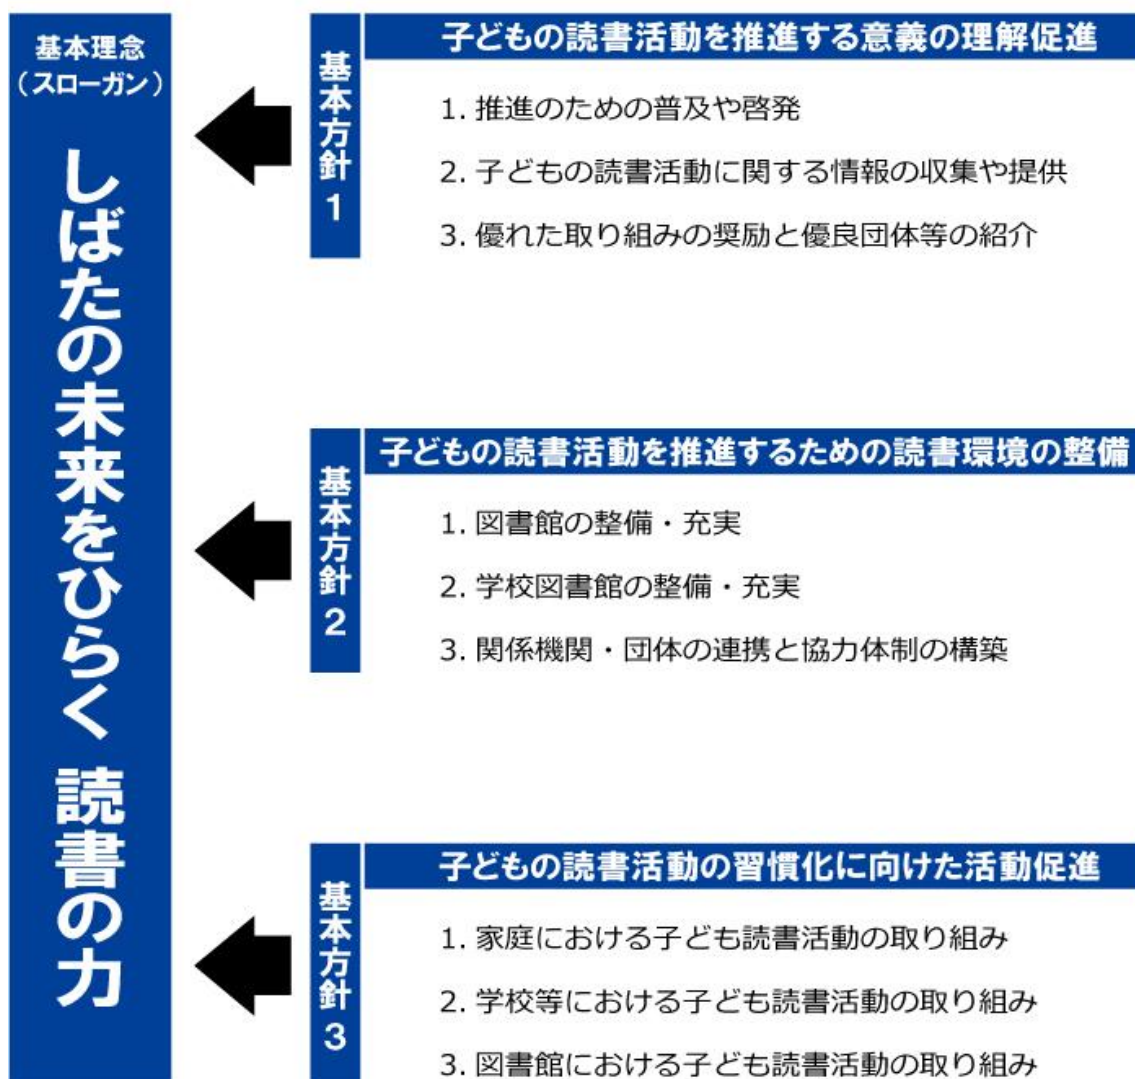 基本理念
（スローガン）
しばたの未来をひらく 読書の力
基本方針1
子どもの読書活動を推進する意義の理解促進
1. 推進のための普及や啓発
2. 子どもの読書活動に関する情報の収集や提供
3. 優れた取り組みの奨励と優良団体等の紹介
基本方針2
子どもの読書活動を推進するための読書環境の整備
1. 図書館の整備・充実
2. 学校図書館の整備・充実
3. 関係機関・団体の連携と協力体制の構築
基本方針3
子どもの読書活動の習慣化に向けた活動促進
1. 家庭における子ども読書活動の取り組み
2. 学校等における子ども読書活動の取り組み
3. 図書館における子ども読書活動の取り組み